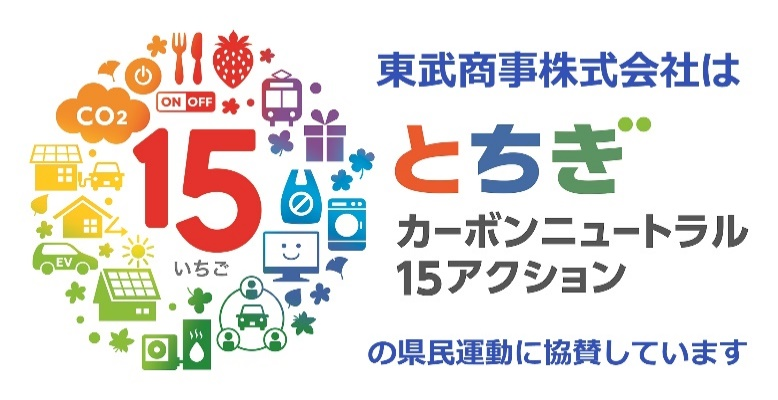 東武商事株式会社は
とちぎ
カーボンニュートラル
15アクション
の県民運動に協賛しています
CO2
ON OFF
15
いちご
EV